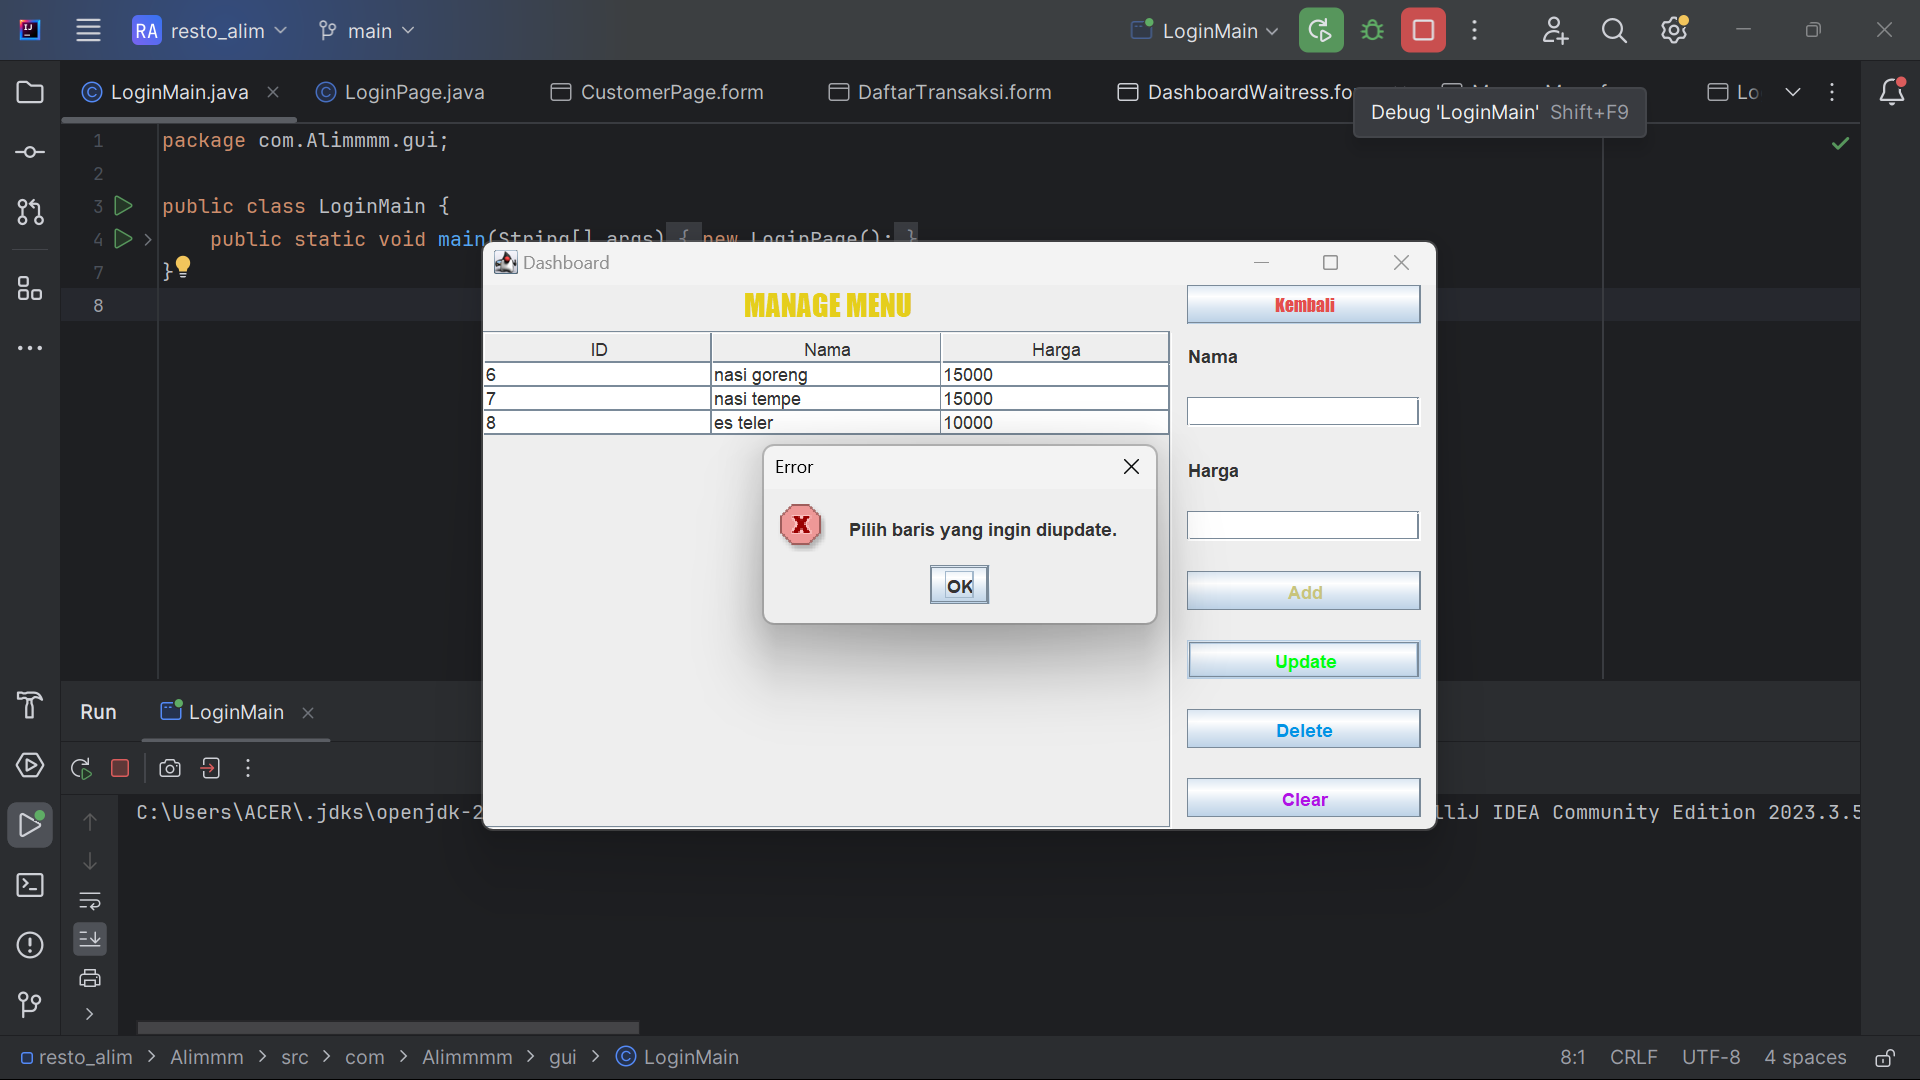 RA resto_alim main LoginMain
LoginMain.java LoginPage.java CustomerPage.form DaftarTransaksi.form DashboardWaitress.fo Lo
Debug 'LoginMain' Shift+F9
1 package com.Alimmmm.gui;
2
3 public class LoginMain {
4 public static void main(String[] args) { new LoginPage(); }
7 }
8
Dashboard
MANAGE MENU
Kembali
ID Nama Harga
6 nasi goreng 15000
7 nasi tempe 15000
8 es teler 10000
Nama
Harga
Error
Pilih baris yang ingin diupdate.
OK
Add
Update
Delete
Clear
Run LoginMain
C:\Users\ACER\.jdks\openjdk-2 lliJ IDEA Community Edition 2023.3.5
resto_alim > Alimmm > src > com > Alimmmm > gui > LoginMain 8:1 CRLF UTF-8 4 spaces